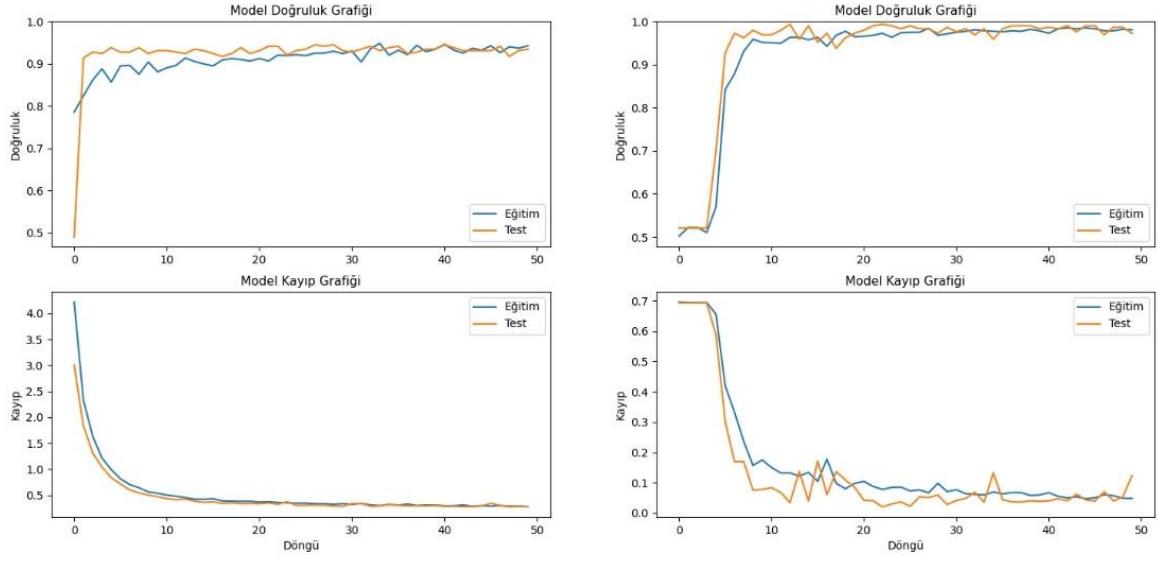 Model Doğruluk Grafiği
1.0
0.9
0.8
0.7
0.6
0.5
Doğruluk
Eğitim
Test
0 10 20 30 40 50
Model Kayıp Grafiği
4.0
3.5
3.0
2.5
2.0
1.5
1.0
0.5
Kayıp
Eğitim
Test
0 10 20 30 40 50
Döngü
Model Doğruluk Grafiği
1.0
0.9
0.8
0.7
0.6
0.5
Doğruluk
Eğitim
Test
0 10 20 30 40 50
Model Kayıp Grafiği
0.7
0.6
0.5
0.4
0.3
0.2
0.1
0.0
Kayıp
Eğitim
Test
0 10 20 30 40 50
Döngü